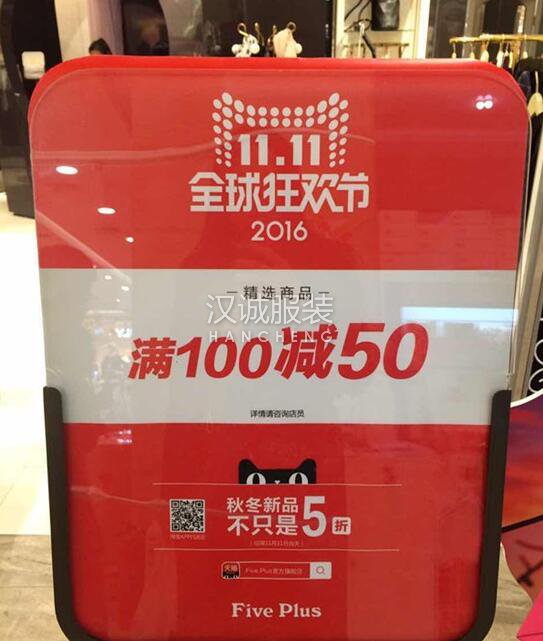 11.11
全球狂欢节
2016
精选商品
汉诚服装
HANCHENG
满100减50
详情请咨询店员
秋冬新品
不只是5折
天猫
Five Plus官方旗舰店
Five Plus